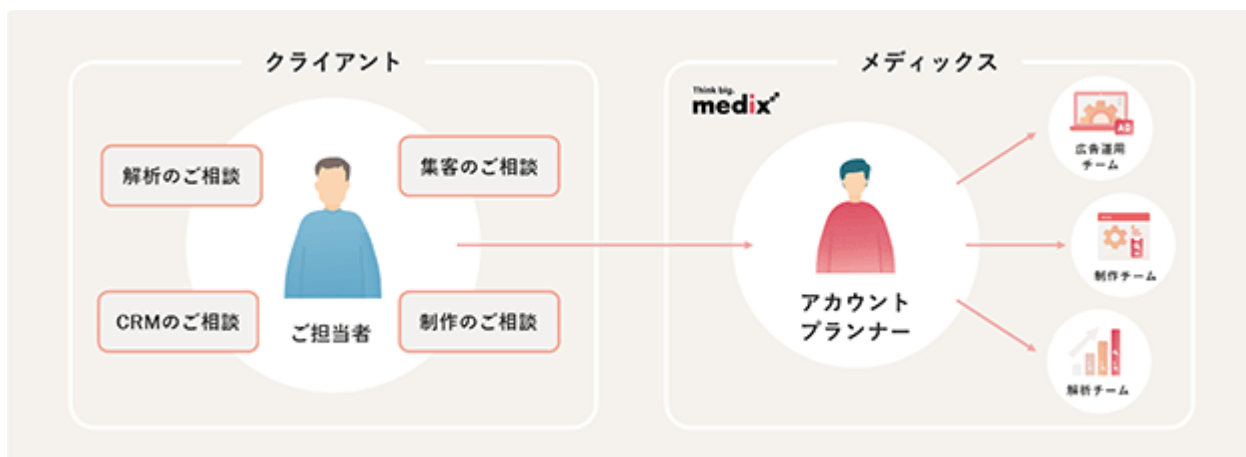 クライアント
解析のご相談
集客のご相談
CRMのご相談
制作のご相談
ご担当者
メディックス
Think big.
medix
アカウント
プランナー
広告運用
チーム
AD
制作チーム
解析チーム